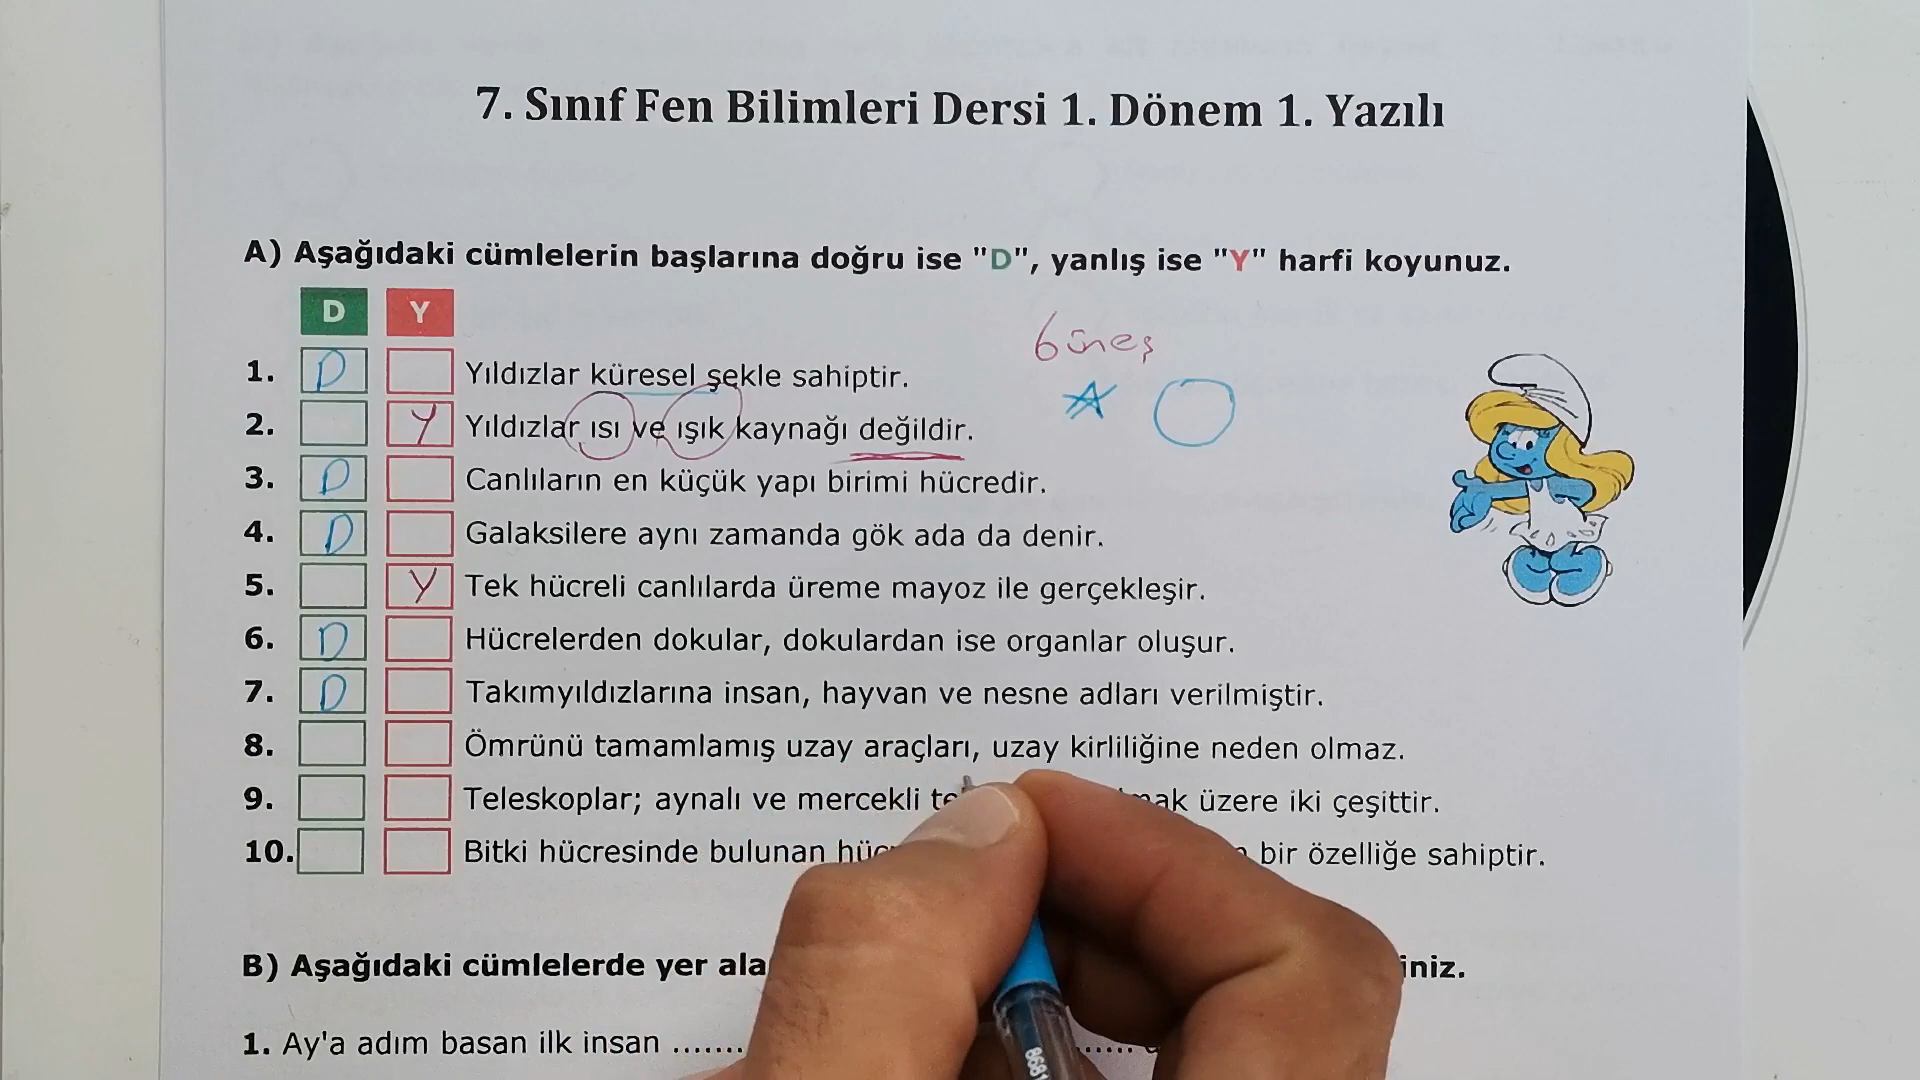 7. Sınıf Fen Bilimleri Dersi 1. Dönem 1. Yazılı
A) Aşağıdaki cümlelerin başlarına doğru ise "D", yanlış ise "Y" harfi koyunuz.
D Y
Güneş
1. D Yıldızlar küresel şekle sahiptir.
2. Y Yıldızlar ısı ve ışık kaynağı değildir.
3. D Canlıların en küçük yapı birimi hücredir.
4. D Galaksilere aynı zamanda gök ada da denir.
5. Y Tek hücreli canlılarda üreme mayoz ile gerçekleşir.
6. D Hücrelerden dokular, dokulardan ise organlar oluşur.
7. D Takımyıldızlarına insan, hayvan ve nesne adları verilmiştir.
8. Ömrünü tamamlamış uzay araçları, uzay kirliliğine neden olmaz.
9. Teleskoplar; aynalı ve mercekli üzere iki çeşittir.
10. Bitki hücresinde bulunan bir özelliğe sahiptir.
B) Aşağıdaki cümlelerde yer
1. Ay'a adım basan ilk insan .......
8681